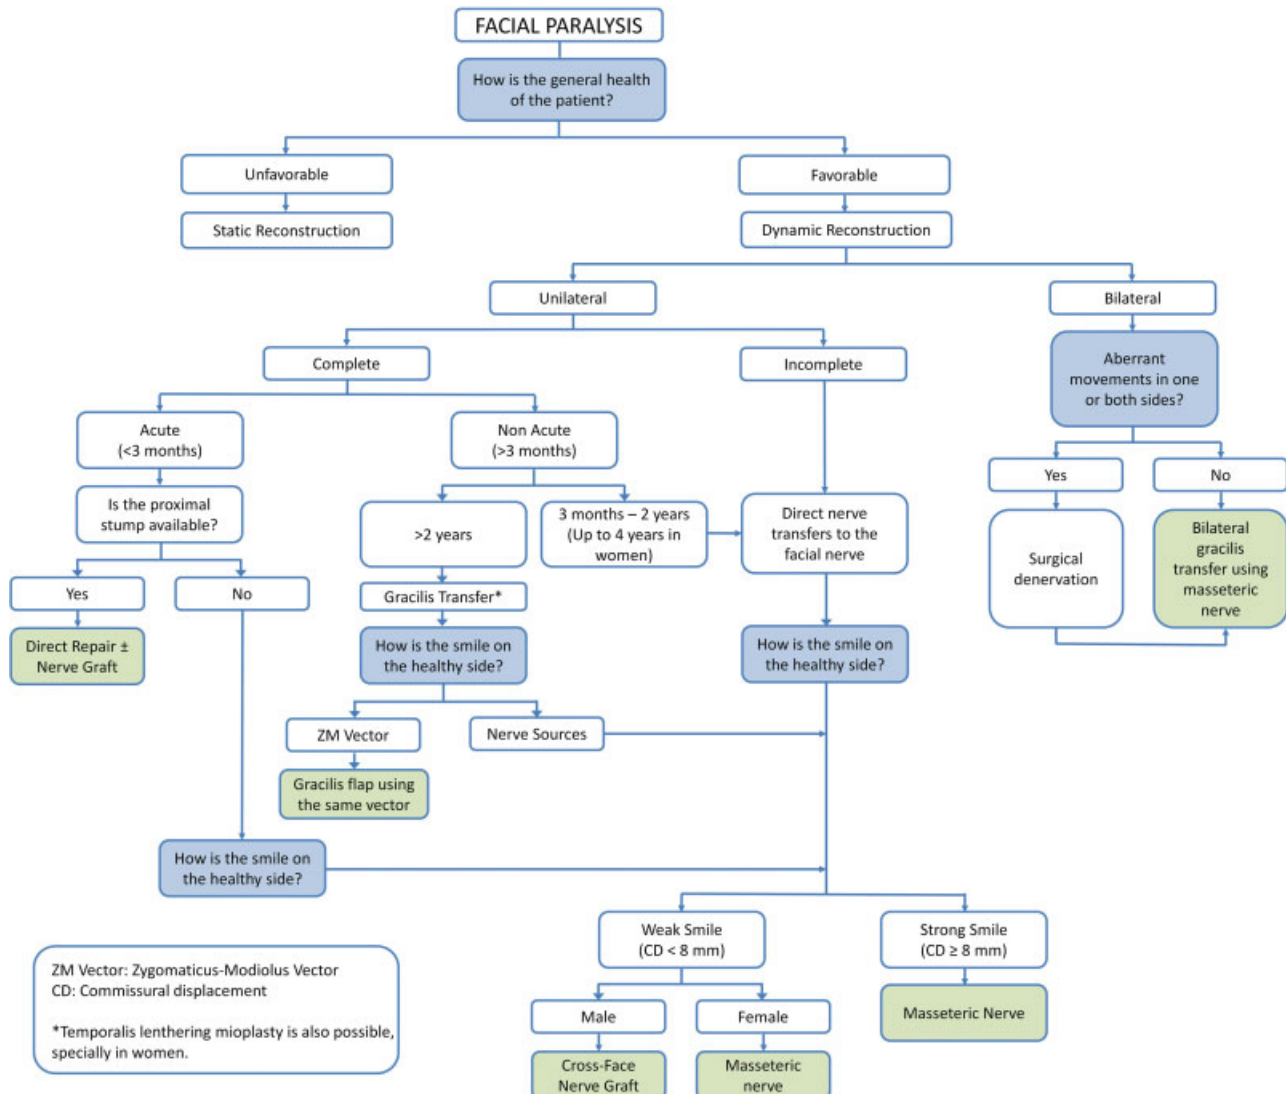 FACIAL PARALYSIS
How is the general health
of the patient?
Unfavorable
Favorable
Static Reconstruction
Dynamic Reconstruction
Unilateral
Bilateral
Complete
Incomplete
Aberrant
movements in one
or both sides?
Acute
(<3 months)
Non Acute
(>3 months)
Yes
No
Is the proximal
stump available?
>2 years
3 months – 2 years
(Up to 4 years in
women)
Direct nerve
transfers to the
facial nerve
Surgical
denervation
Bilateral
gracilis
transfer using
masseteric
nerve
Yes
No
Gracilis Transfer*
Direct Repair ±
Nerve Graft
How is the smile on
the healthy side?
How is the smile on
the healthy side?
ZM Vector
Nerve Sources
Gracilis flap using
the same vector
How is the smile on
the healthy side?
Weak Smile
(CD < 8 mm)
Strong Smile
(CD ≥ 8 mm)
Male
Female
Masseteric Nerve
Cross-Face
Nerve Graft
Masseteric
nerve
ZM Vector: Zygomaticus-Modiolus Vector
CD: Commissural displacement
*Temporalis lenthering mioplasty is also possible,
specially in women.